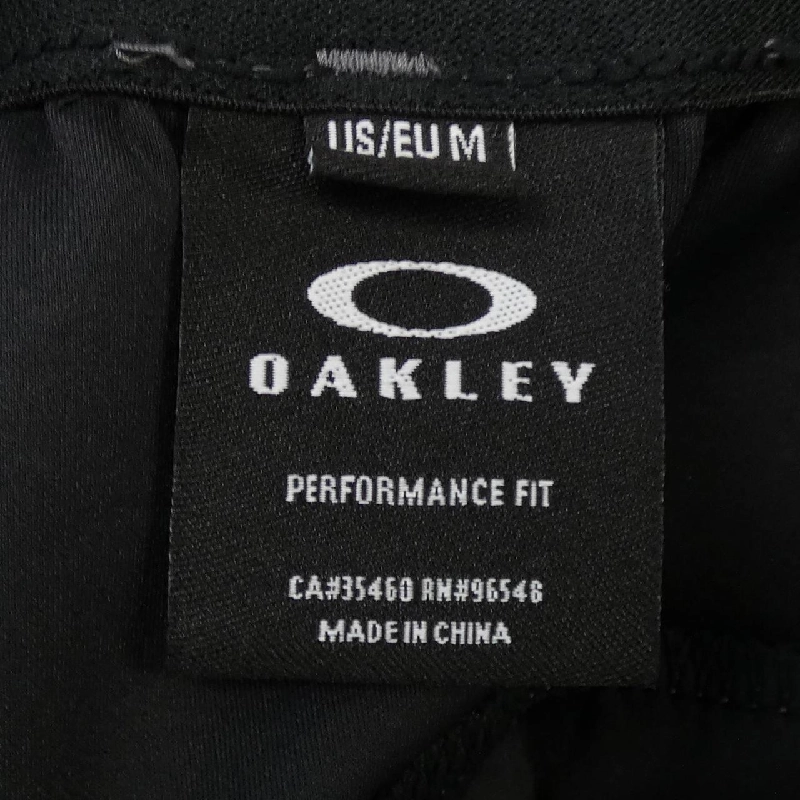 US/EU M
OAKLEY
PERFORMANCE FIT
CA#35460 RN#96548
MADE IN CHINA